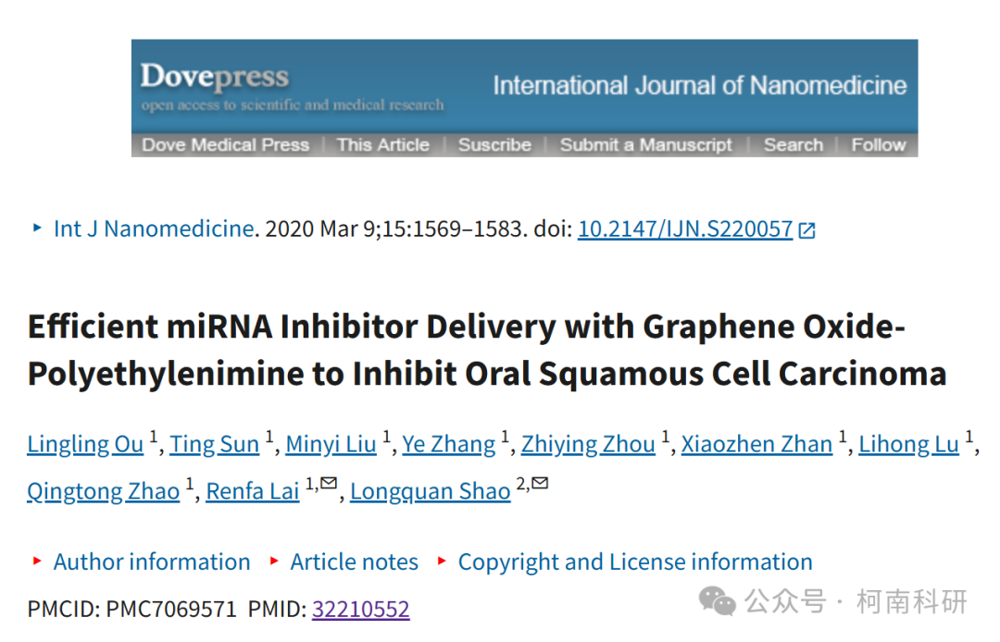 Dovepress
open access to scientific and medical research
International Journal of Nanomedicine
Dove Medical Press | This Article | Suscribe | Submit a Manuscript | Search | Follow
Int J Nanomedicine. 2020 Mar 9;15:1569–1583. doi: 10.2147/IJN.S220057
Efficient miRNA Inhibitor Delivery with Graphene Oxide-
Polyethylenimine to Inhibit Oral Squamous Cell Carcinoma
Lingling Ou 1, Ting Sun 1, Minyi Liu 1, Ye Zhang 1, Zhiying Zhou 1, Xiaozhen Zhan 1, Lihong Lu 1,
Qingtong Zhao 1, Renfa Lai 1,✉, Longquan Shao 2,✉
Author information Article notes Copyright and License information
PMCID: PMC7069571 PMID: 32210552
公众号 · 柯南科研